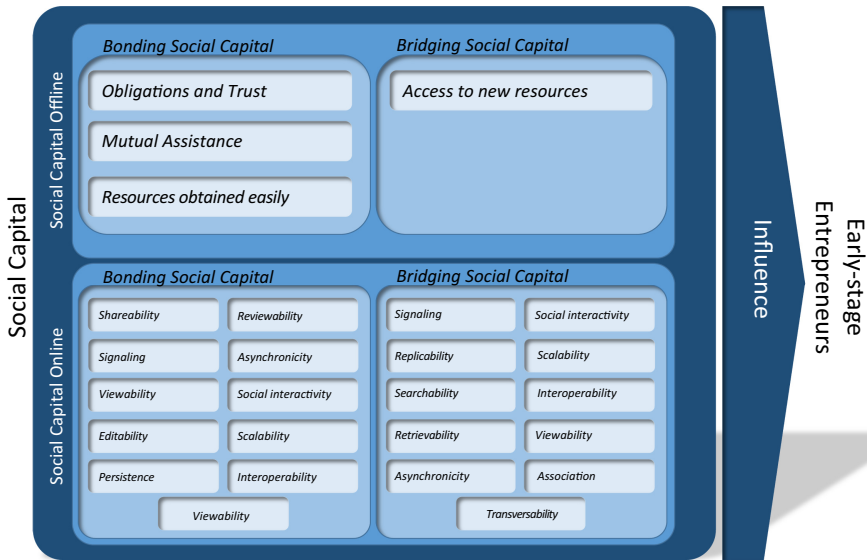 Social Capital
Social Capital Offline
Bonding Social Capital
Obligations and Trust
Mutual Assistance
Resources obtained easily
Bridging Social Capital
Access to new resources
Social Capital Online
Bonding Social Capital
Shareability
Reviewability
Signaling
Asynchronicity
Viewability
Social interactivity
Editability
Scalability
Persistence
Interoperability
Viewability
Bridging Social Capital
Signaling
Social interactivity
Replicability
Scalability
Searchability
Interoperability
Retrievability
Viewability
Asynchronicity
Association
Transversability
Influence
Early-stage
Entrepreneurs